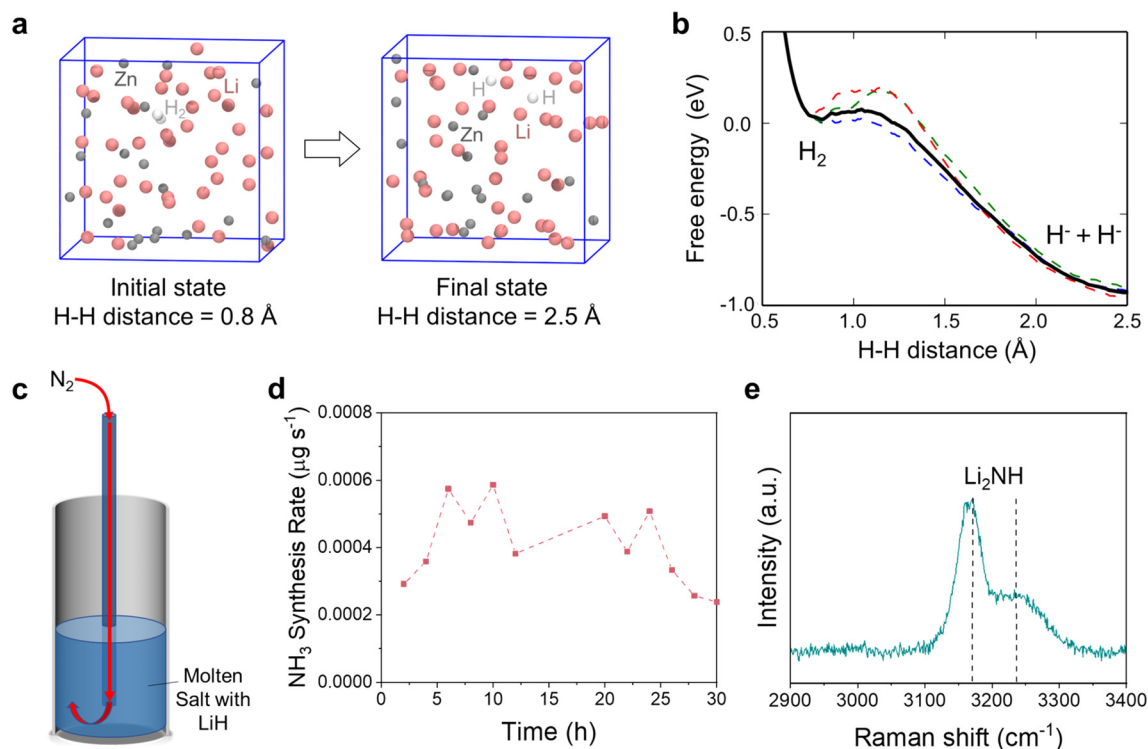 a
Zn
H₂
Li
Initial state
H-H distance = 0.8 Å
H
H
Zn
Li
Final state
H-H distance = 2.5 Å
b
Free energy (eV)
0.5
0.0
-0.5
-1.0
H₂
H⁻ + H⁻
0.5 1.0 1.5 2.0 2.5
H-H distance (Å)
c
N₂
Molten
Salt with
LiH
d
NH₃ Synthesis Rate (μg s⁻¹)
0.0008
0.0006
0.0004
0.0002
0.0000
0 5 10 15 20 25 30
Time (h)
e
Intensity (a.u.)
Li₂NH
2900 3000 3100 3200 3300 3400
Raman shift (cm⁻¹)